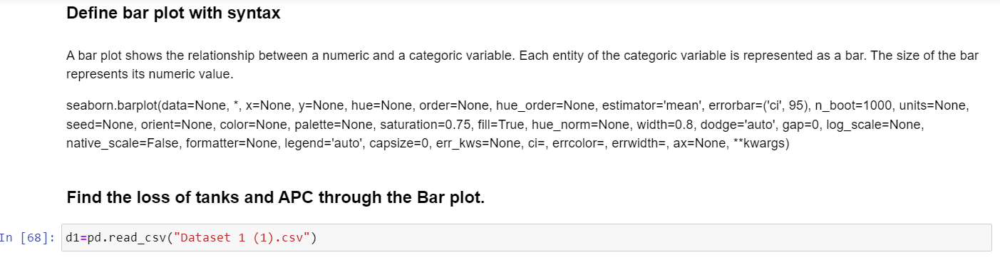 Define bar plot with syntax
A bar plot shows the relationship between a numeric and a categoric variable. Each entity of the categoric variable is represented as a bar. The size of the bar
represents its numeric value.
seaborn.barplot(data=None, *, x=None, y=None, hue=None, order=None, hue_order=None, estimator='mean', errorbar=('ci', 95), n_boot=1000, units=None,
seed=None, orient=None, color=None, palette=None, saturation=0.75, fill=True, hue_norm=None, width=0.8, dodge='auto', gap=0, log_scale=None,
native_scale=False, formatter=None, legend='auto', capsize=0, err_kws=None, ci=, errcolor=, errwidth=, ax=None, **kwargs)
Find the loss of tanks and APC through the Bar plot.
In [68]: d1=pd.read_csv("Dataset 1 (1).csv")